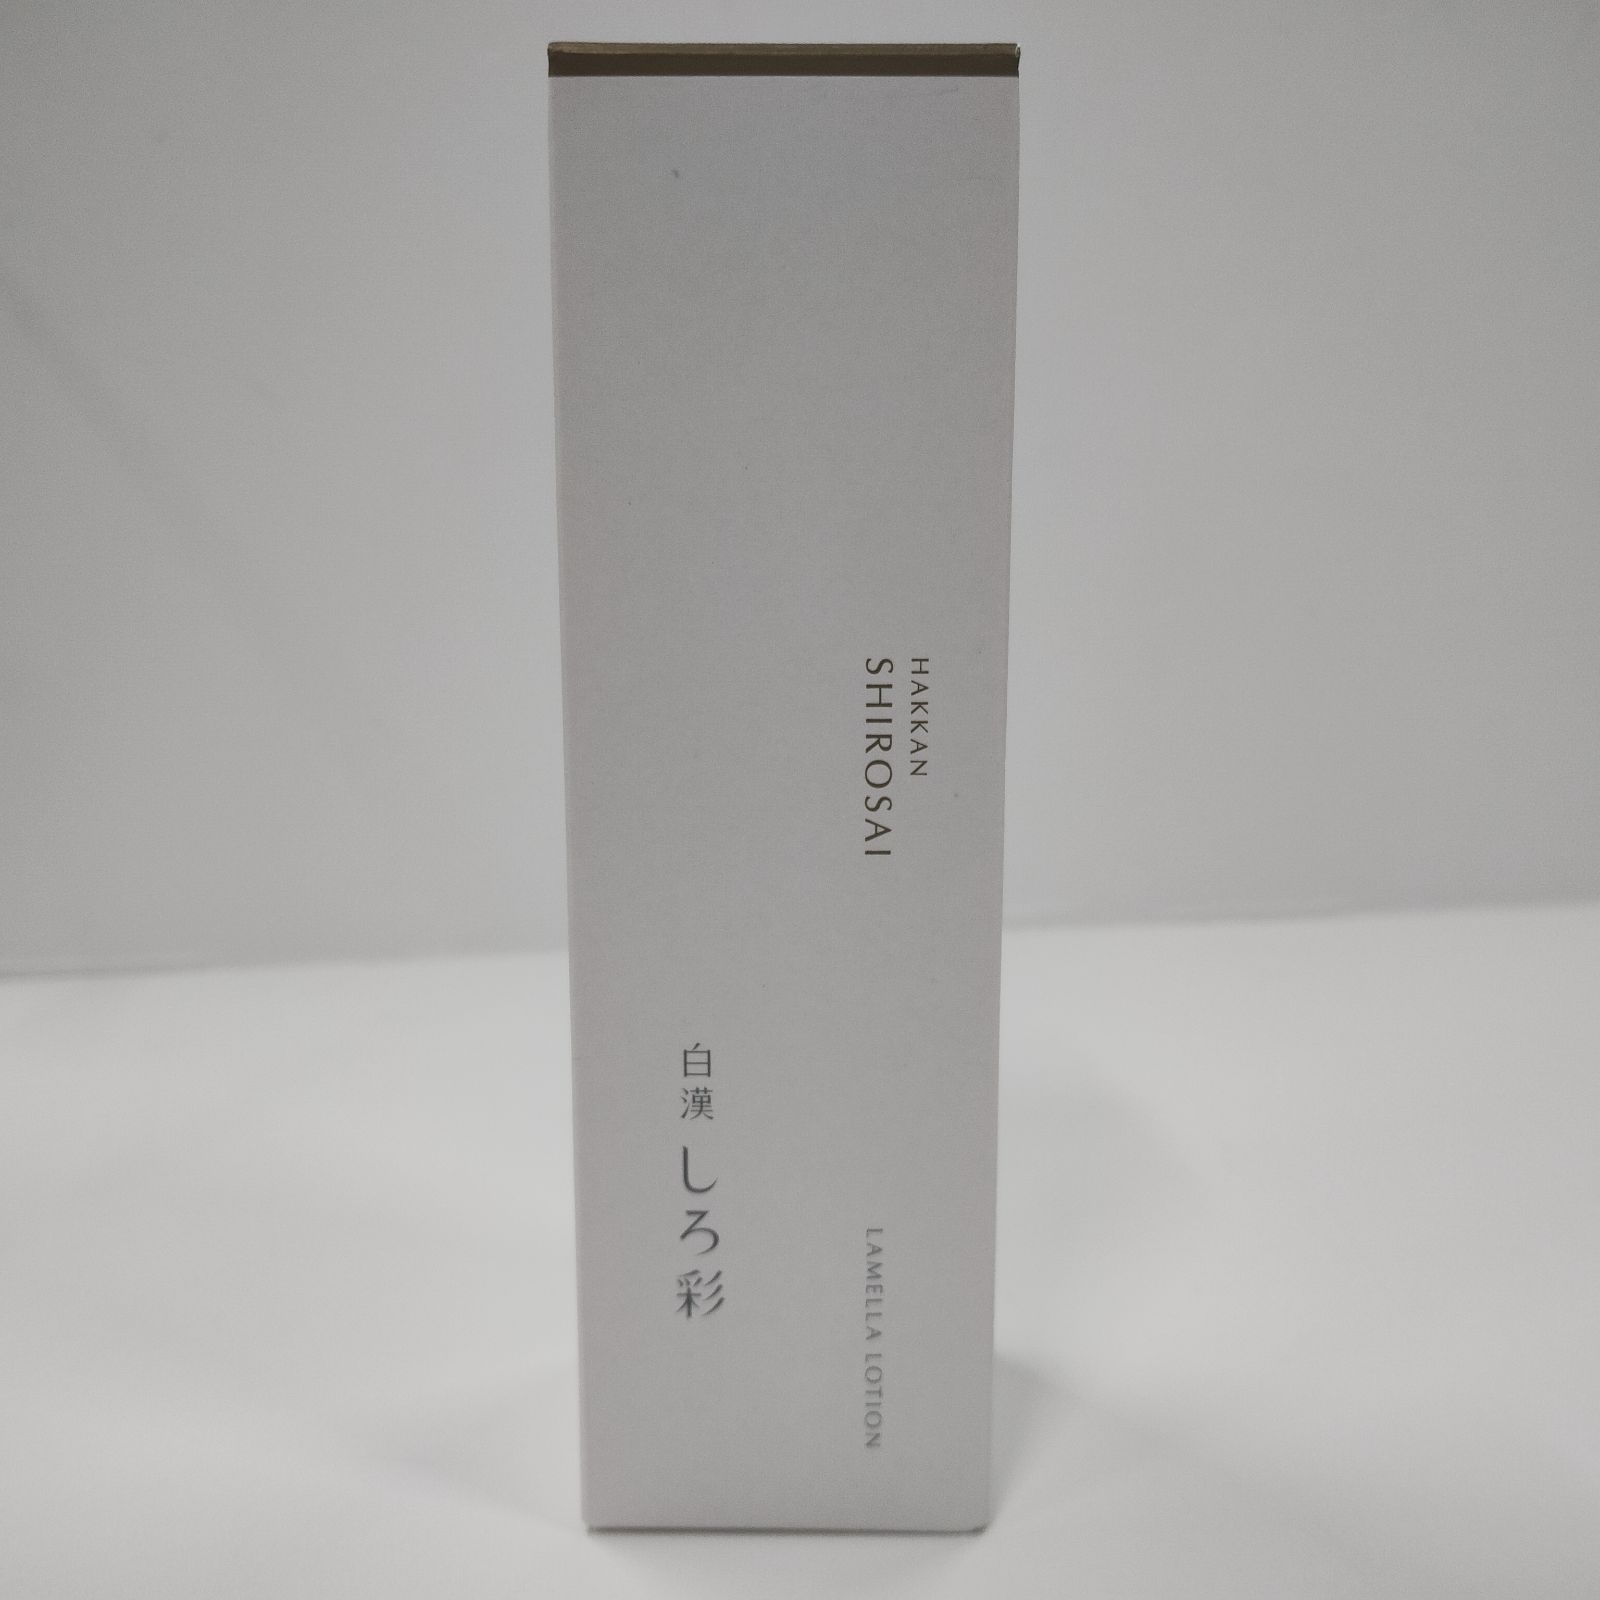 HAKKAN
SHIROSAI
白漢 しろ彩
LAMELLA LOTION